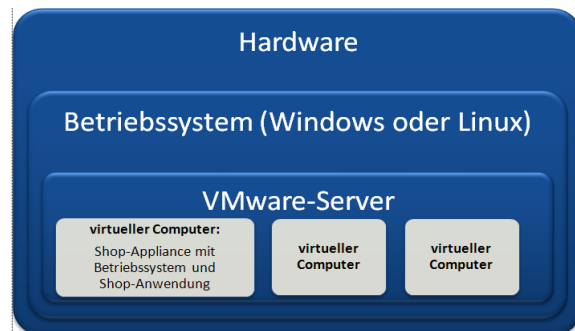 Hardware
Betriebssystem (Windows oder Linux)
VMware-Server
virtueller Computer:
Shop-Appliance mit
Betriebssystem und
Shop-Anwendung
virtueller
Computer
virtueller
Computer